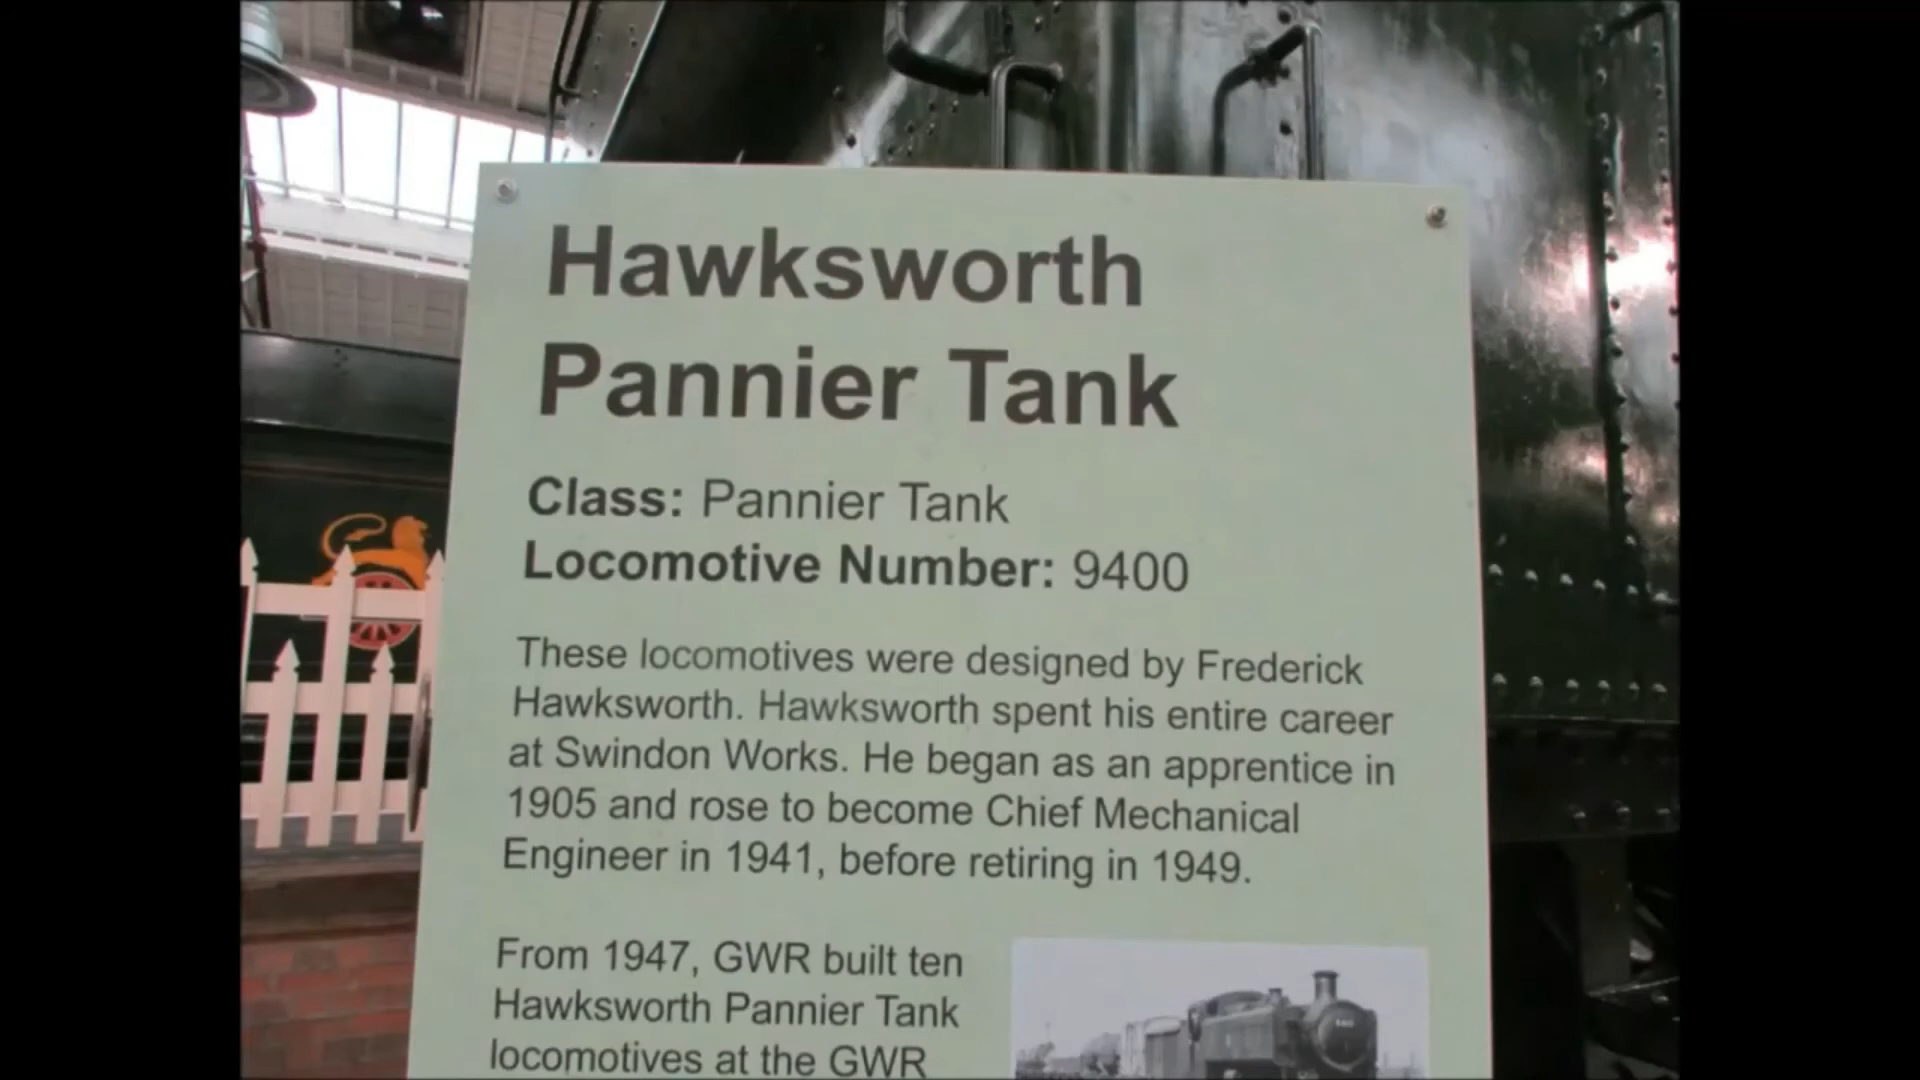 Hawksworth
Pannier Tank
Class: Pannier Tank
Locomotive Number: 9400
These locomotives were designed by Frederick
Hawksworth. Hawksworth spent his entire career
at Swindon Works. He began as an apprentice in
1905 and rose to become Chief Mechanical
Engineer in 1941, before retiring in 1949.
From 1947, GWR built ten
Hawksworth Pannier Tank
locomotives at the GWR